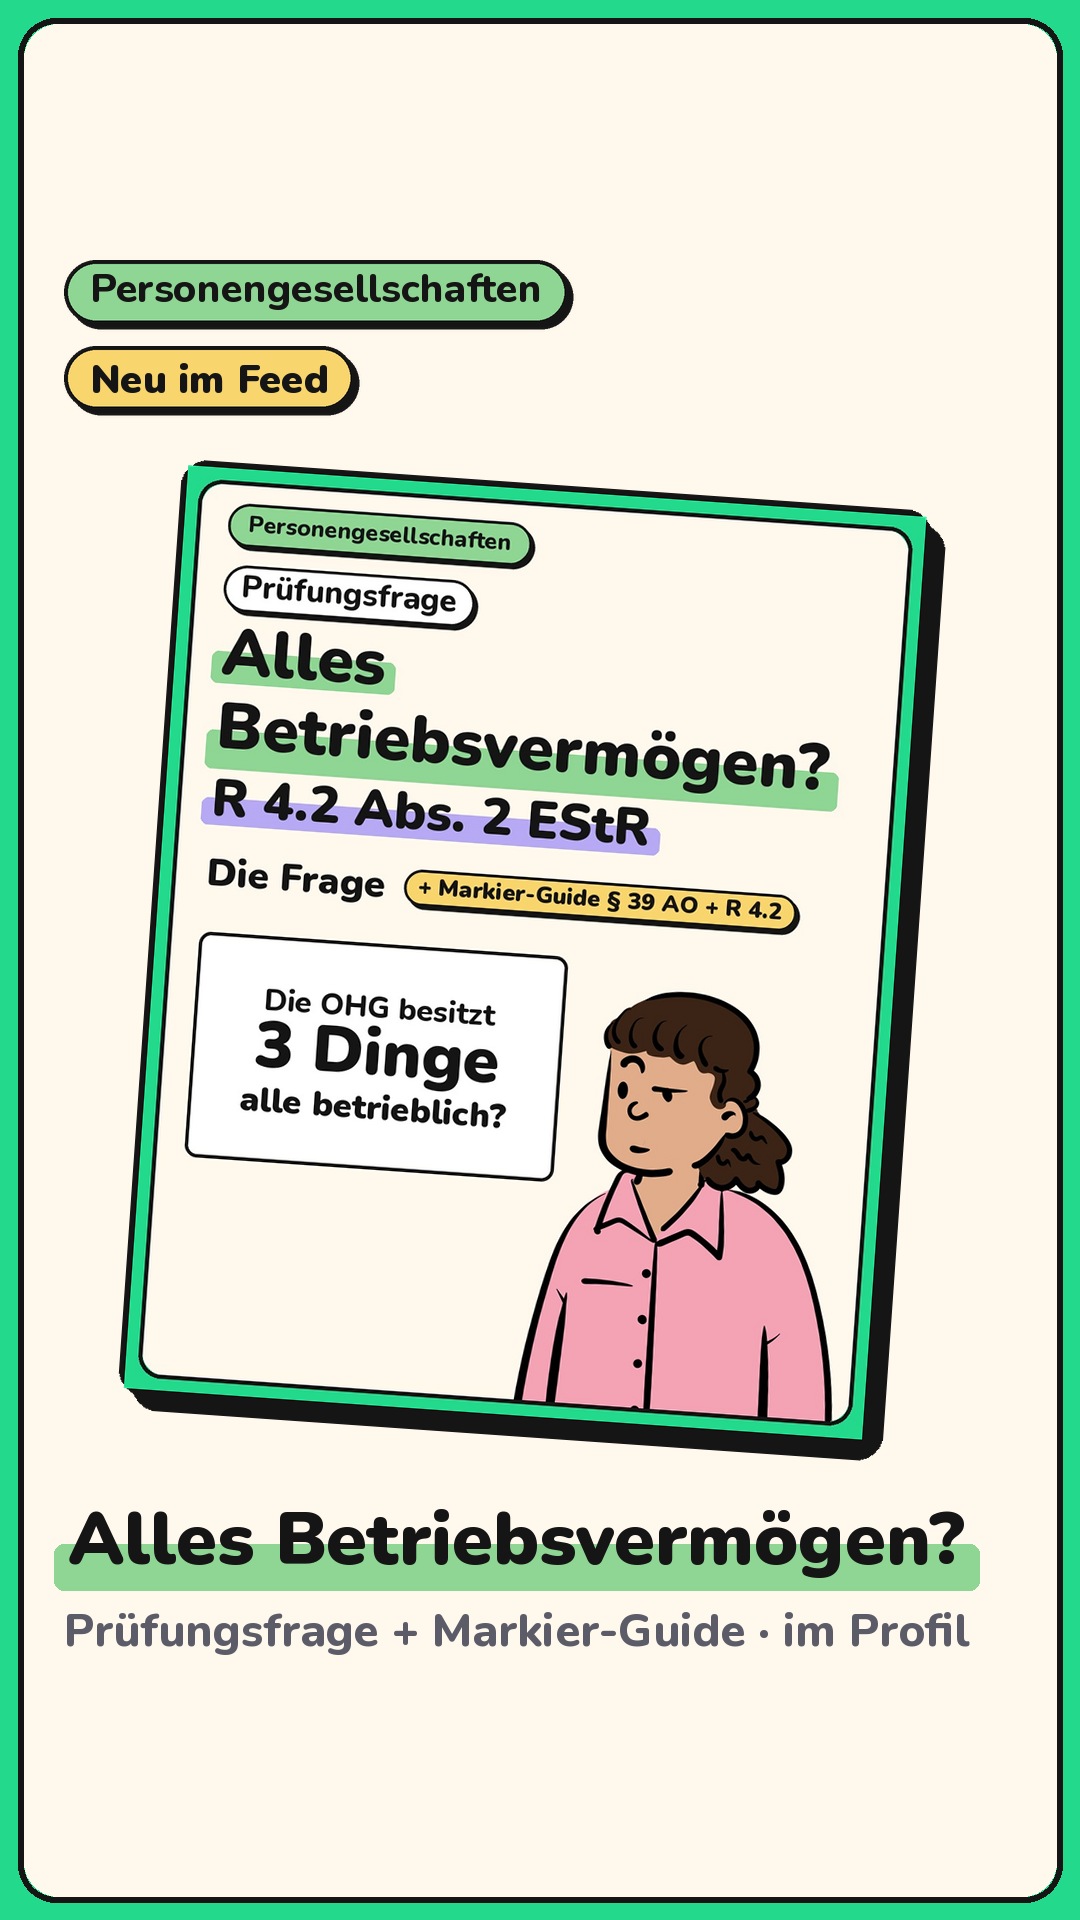 Personengesellschaften
Neu im Feed
Personengesellschaften
Prüfungsfrage
Alles
Betriebsvermögen?
R 4.2 Abs. 2 EStR
Die Frage
+ Markier-Guide § 39 AO + R 4.2
Die OHG besitzt
3 Dinge
alle betrieblich?
Alles Betriebsvermögen?
Prüfungsfrage + Markier-Guide · im Profil